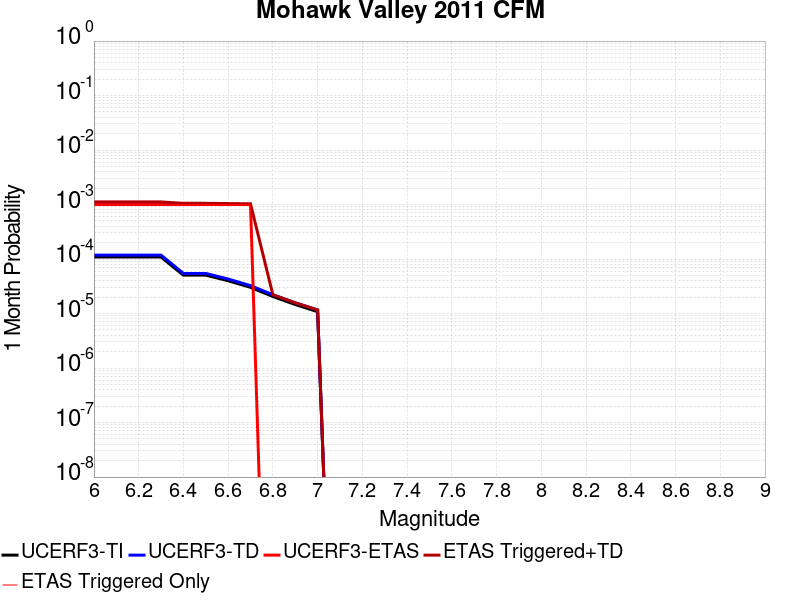 Mohawk Valley 2011 CFM
10^0
10^-1
10^-2
10^-3
10^-4
10^-5
10^-6
10^-7
10^-8
1 Month Probability
6 6.2 6.4 6.6 6.8 7 7.2 7.4 7.6 7.8 8 8.2 8.4 8.6 8.8 9
Magnitude
UCERF3-TI UCERF3-TD UCERF3-ETAS ETAS Triggered+TD
ETAS Triggered Only